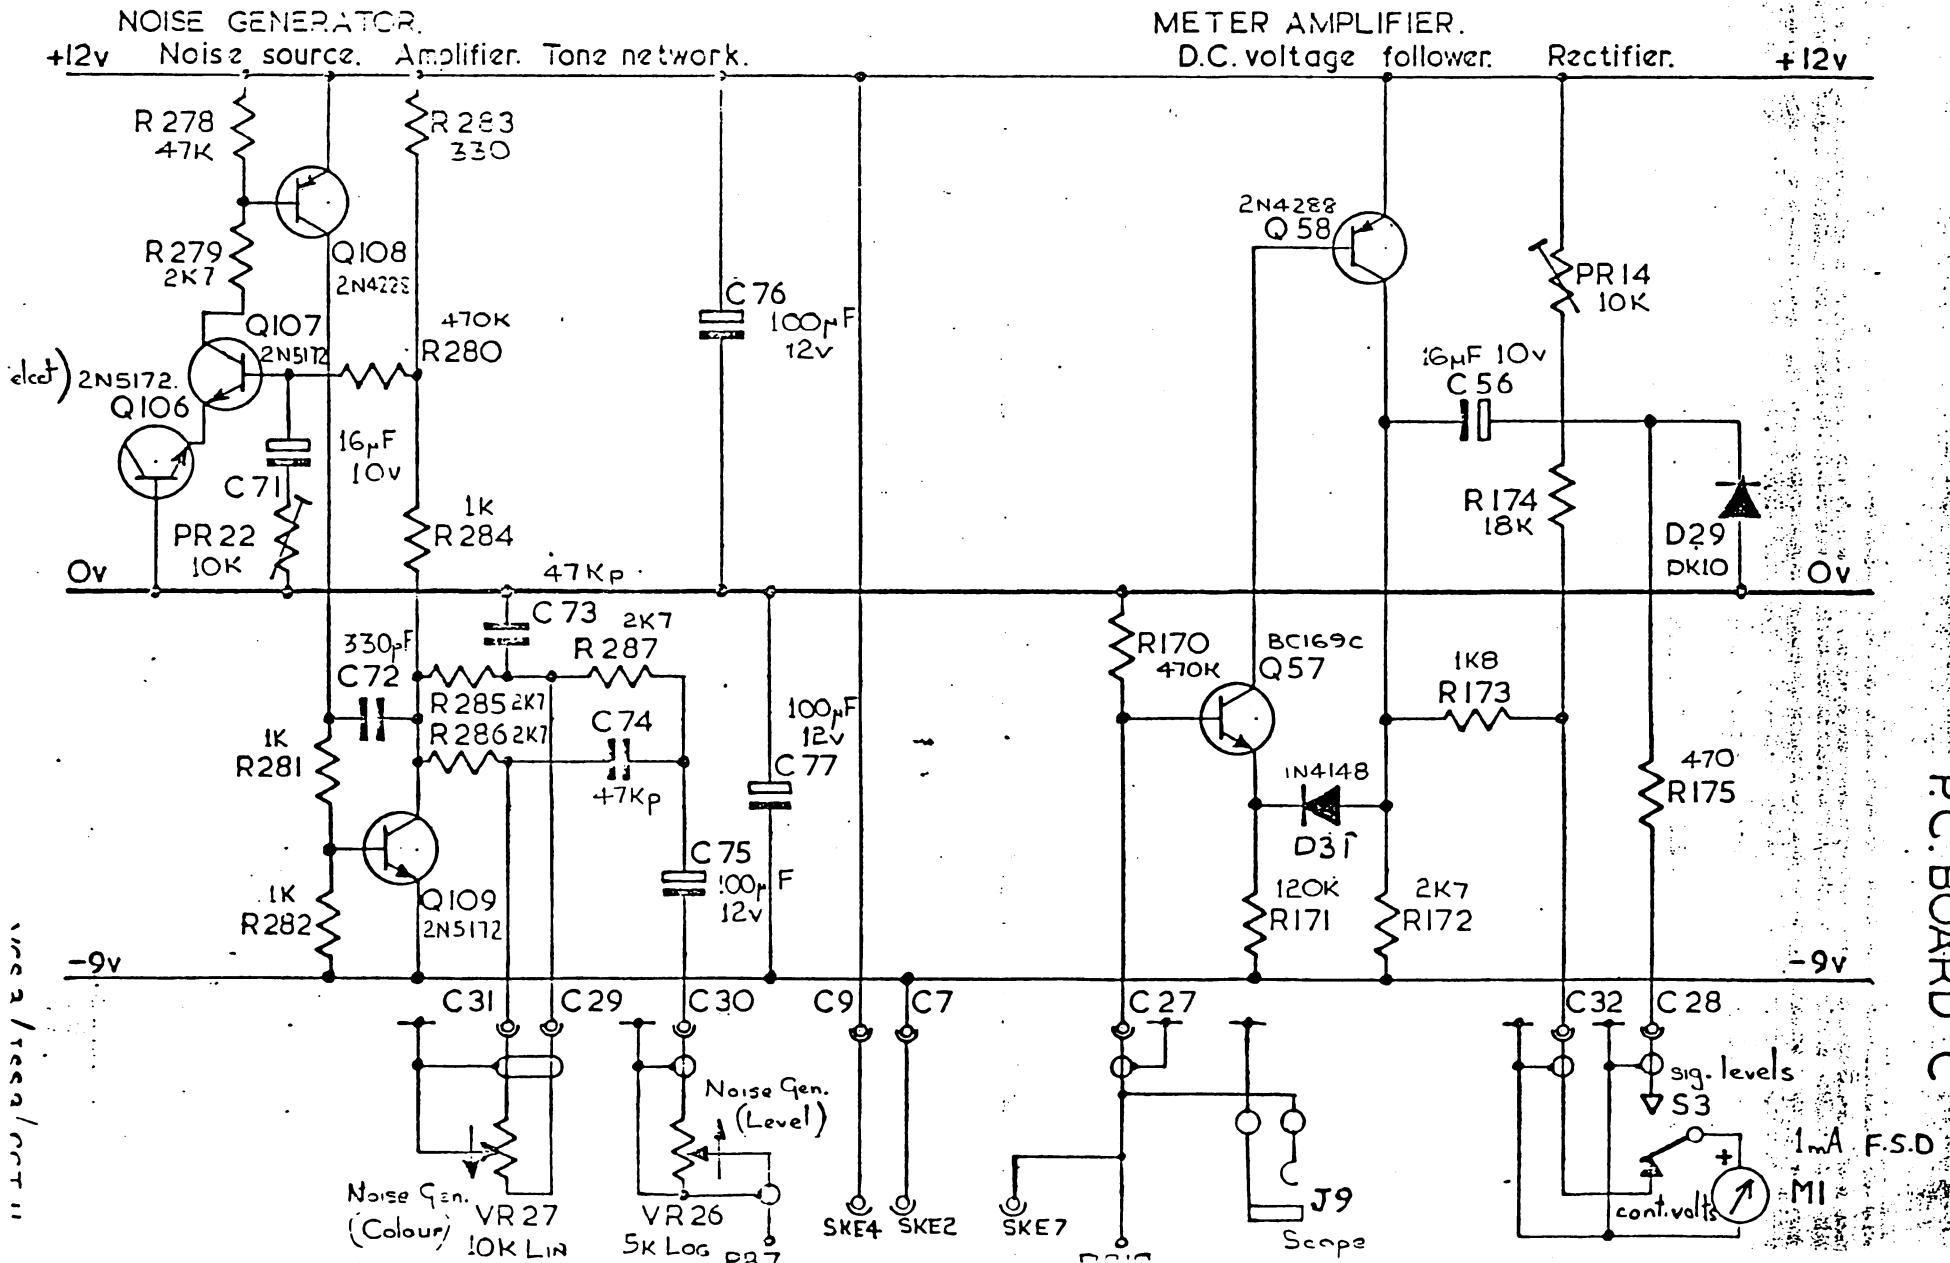 NOISE GENERATOR.
METER AMPLIFIER.
+12v
Noise source. Amplifier. Tone network.
D.C. voltage follower. Rectifier.
+12v
R278
47K
R283
330
2N4288
Q58
R279
2K7
Q108
PR14
10K
C76
100μF
12v
Q107
2N5172
470K
R280
16μF 10v
C56
2N5172.
Q106
16μF
10v
C71
PR22
10K
1K
R284
R174
18K
D29
DK10
0v
47Kp
0v
C73
330pF
C72
2K7
R287
R170
470K
BC169C
Q57
1K8
R173
R285 2K7
R286 2K7
C74
47Kp
100μF
12v
C77
1K
R281
1N4148
D31
470
R175
C75
100μF
12v
1K
R282
Q109
2N5172
120K
R171
2K7
R172
-9v
-9v
C31
C29
C30
C9
C7
C27
C32
C28
P.C. BOARD C
Noise Gen.
(Level)
sig. levels
S3
1mA F.S.D
+
M1
cont. volts
Noise Gen.
(Colour)
VR27
10K LIN
VR26
5K LOG
SKE4
SKE2
SKE7
J9
Scope